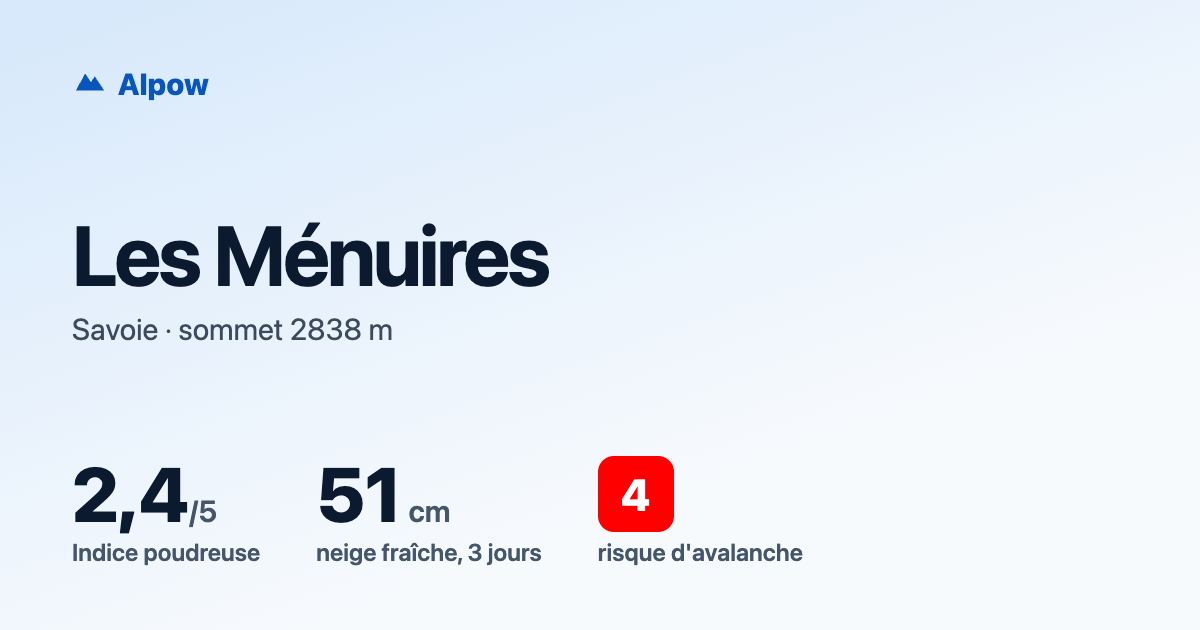 Alpow
Les Ménuires
Savoie · sommet 2838 m
2,4/5
Indice poudreuse
51 cm
neige fraîche, 3 jours
4
risque d'avalanche